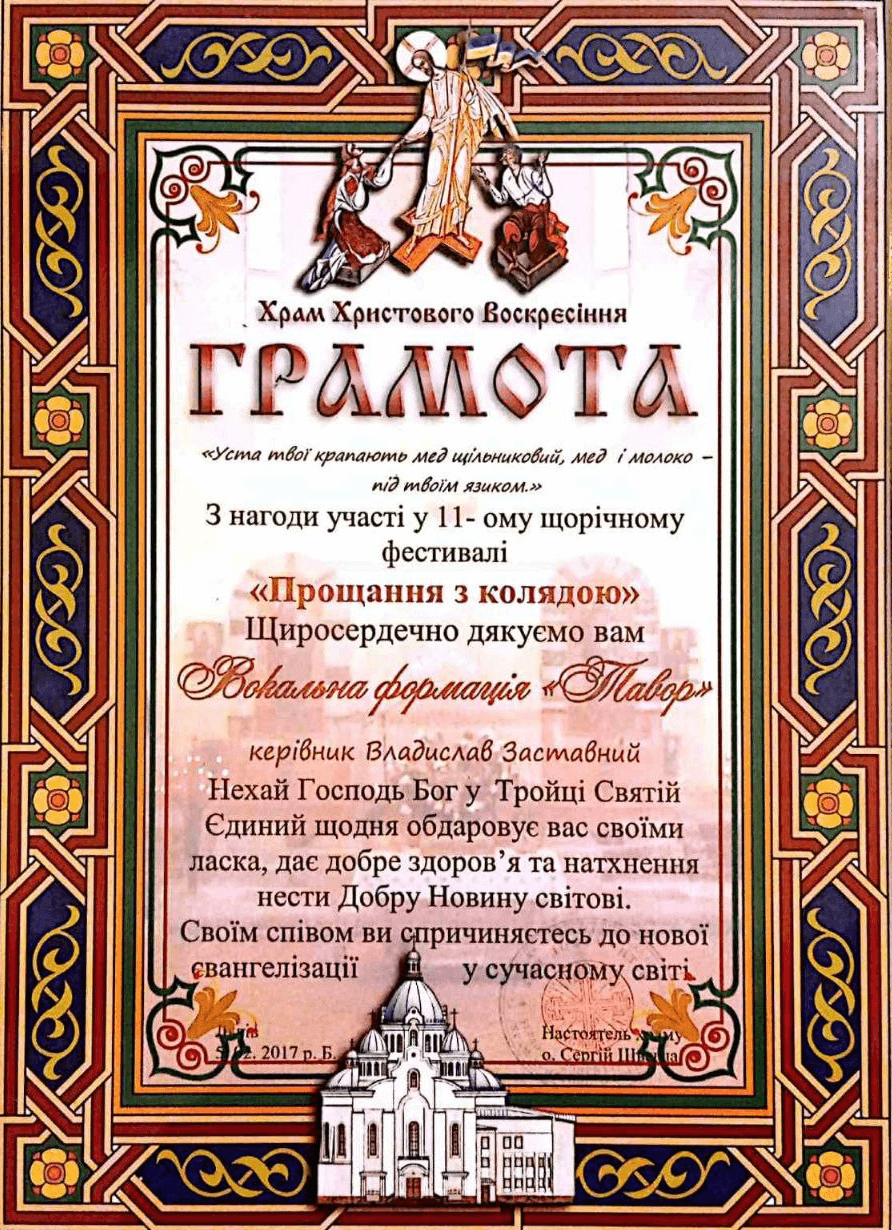 Храм Христового Воскресіння
ГРАМОТА
«Уста твої крапають мед щільниковий, мед і молоко –
під твоїм язиком.»
З нагоди участі у 11- ому щорічному
фестивалі
«Прощання з колядою»
Щиросердечно дякуємо вам
Вокальна формація «Тавор»
керівник Владислав Заставний
Нехай Господь Бог у Тройці Святій
Єдиний щодня обдаровує вас своїми
ласка, дає добре здоров’я та натхнення
нести Добру Новину світові.
Своїм співом ви спричиняєтесь до нової
євангелізації у сучасному світі
Настоятель храму
2017 р. Б. о. Сергій